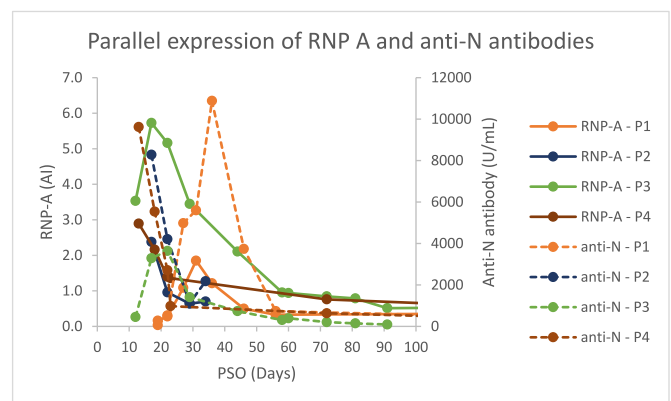 Parallel expression of RNP A and anti-N antibodies
7.0
6.0
5.0
4.0
3.0
2.0
1.0
0.0
RNP-A (AI)
12000
10000
8000
6000
4000
2000
0
Anti-N antibody (U/mL)
0 10 20 30 40 50 60 70 80 90 100
PSO (Days)
RNP-A - P1
RNP-A - P2
RNP-A - P3
RNP-A - P4
anti-N - P1
anti-N - P2
anti-N - P3
anti-N - P4